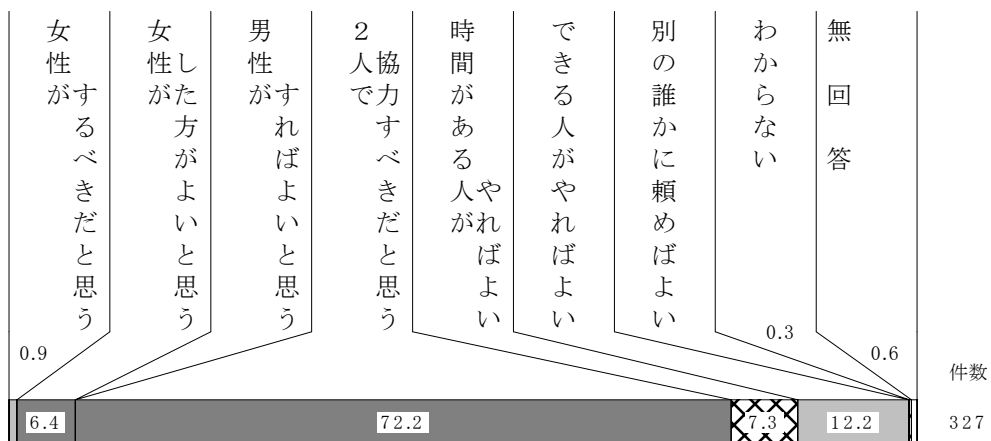 女性がするべきだと思う
女性がした方がよいと思う
男性がすればよいと思う
2人で協力すべきだと思う
時間がある人がやればよい
できる人がやればよい
別の誰かに頼めばよい
わからない
無回答
0.9
0.3
0.6
件数
6.4
72.2
7.3
12.2
327